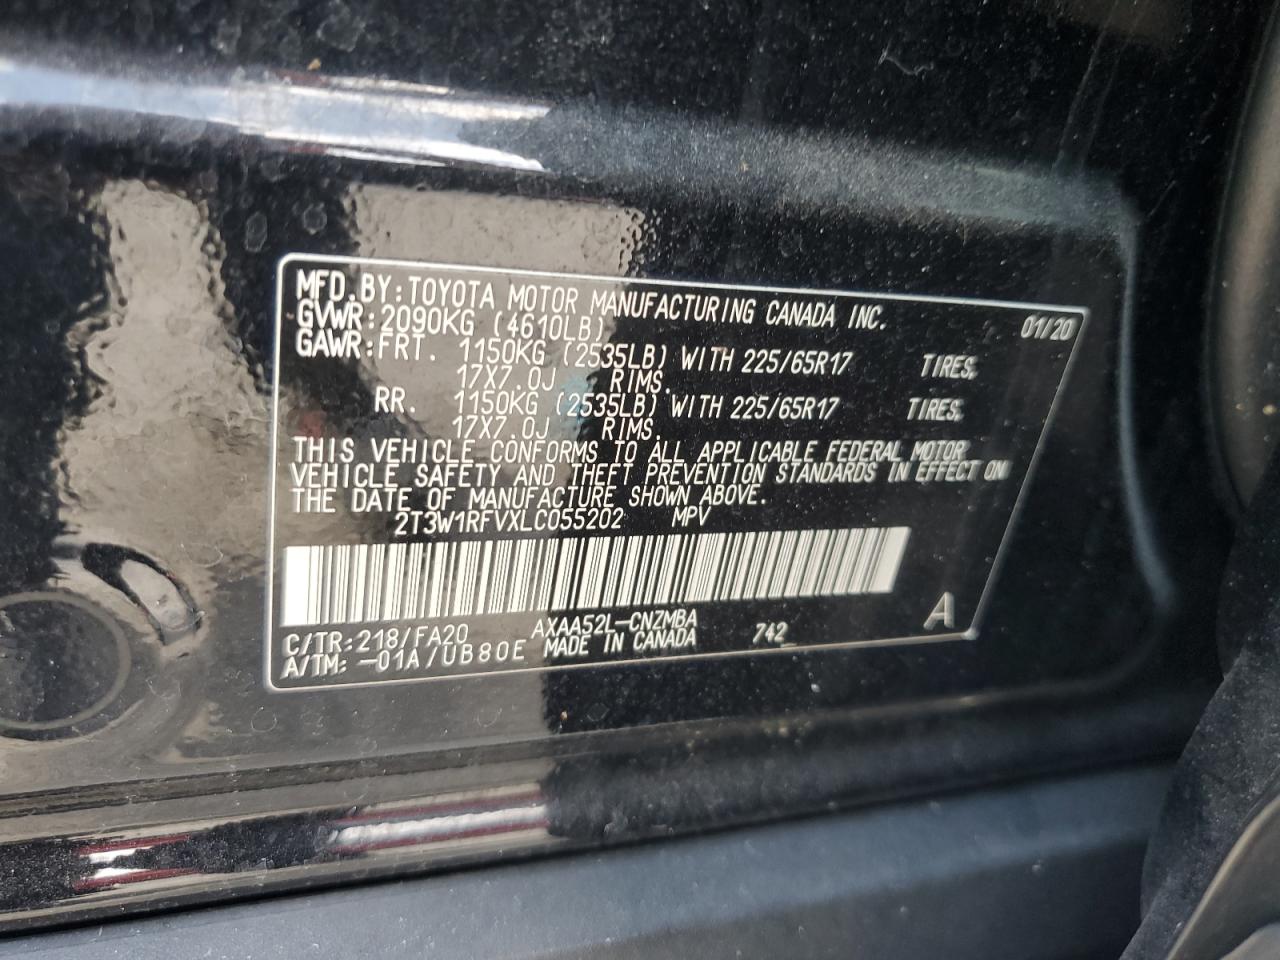 MFD.BY:TOYOTA MOTOR MANUFACTURING CANADA INC. 01/20
GVWR:2090KG (4610LB)
GAWR:FRT. 1150KG (2535LB) WITH 225/65R17 TIRES,
17X7.0J RIMS.
RR. 1150KG (2535LB) WITH 225/65R17 TIRES,
17X7.0J RIMS.
THIS VEHICLE CONFORMS TO ALL APPLICABLE FEDERAL MOTOR
VEHICLE SAFETY AND THEFT PREVENTION STANDARDS IN EFFECT ON
THE DATE OF MANUFACTURE SHOWN ABOVE.
2T3W1RFVXLC055202 MPV
C/TR:218/FA20 AXAA52L-CNZMBA 742 A
A/TM:-01A/UB80E MADE IN CANADA